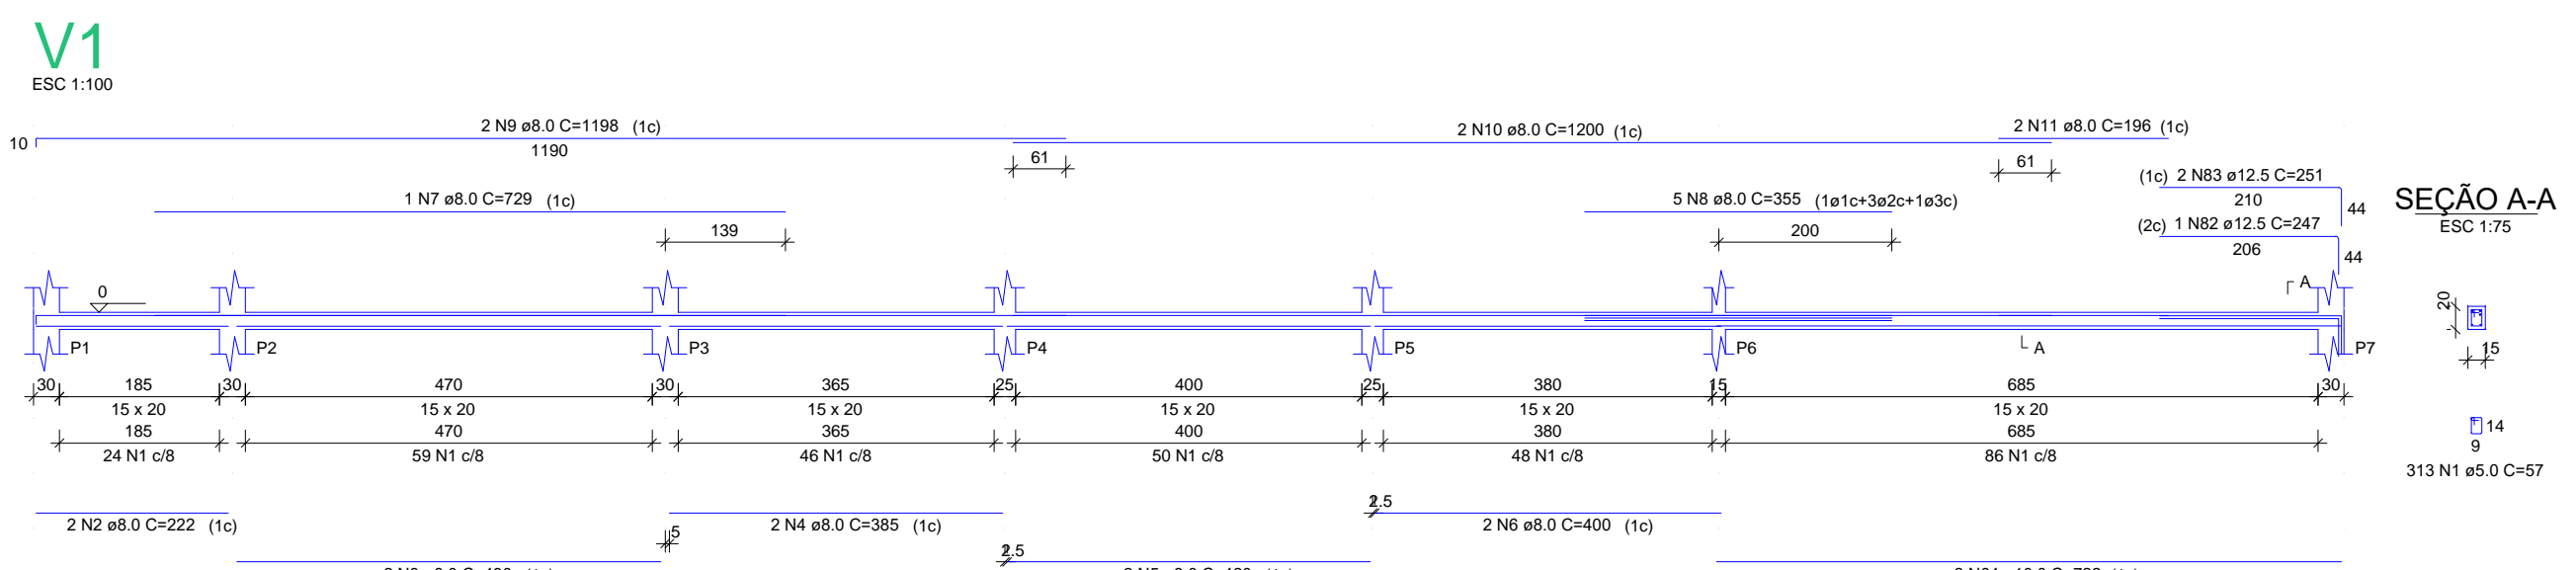 V1
ESC 1:100
2 N9 ø8.0 C=1198 (1c)
10
1190
2 N10 ø8.0 C=1200 (1c)
61
2 N11 ø8.0 C=196 (1c)
61
1 N7 ø8.0 C=729 (1c)
139
5 N8 ø8.0 C=355 (1ø1c+3ø2c+1ø3c)
200
(1c) 2 N83 ø12.5 C=251
210
44
(2c) 1 N82 ø12.5 C=247
206
44
SEÇÃO A-A
ESC 1:75
0
A
P1 P2 P3 P4 P5 P6 A P7
20
15
30 185 30 470 30 365 25 400 25 380 15 685 30
15 x 20 15 x 20 15 x 20 15 x 20 15 x 20 15 x 20
185 470 365 400 380 685
24 N1 c/8 59 N1 c/8 46 N1 c/8 50 N1 c/8 48 N1 c/8 86 N1 c/8
14
9
313 N1 ø5.0 C=57
2 N2 ø8.0 C=222 (1c)
5
2 N4 ø8.0 C=385 (1c)
2.5
2.5
2 N6 ø8.0 C=400 (1c)